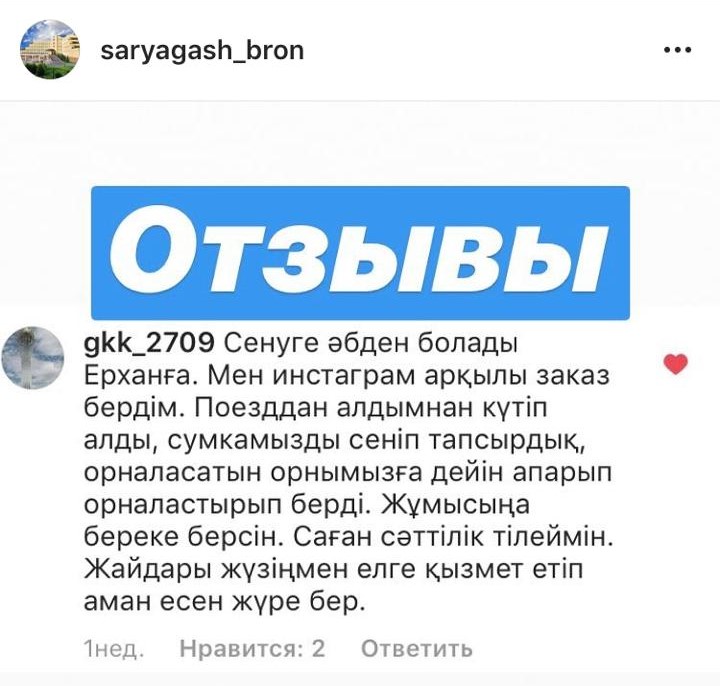 saryagash_bron
Отзывы
gkk_2709 Сенуге әбден болады
Ерханға. Мен инстаграм арқылы заказ
бердім. Поезддан алдымнан күтіп
алды, сумкамызды сеніп тапсырдық,
орналасатын орнымызға дейін апарып
орналастырып берді. Жұмысыңа
береке берсін. Саған сәттілік тілеймін.
Жайдары жүзіңмен елге қызмет етіп
аман есен жүре бер.
1нед. Нравится: 2 Ответить